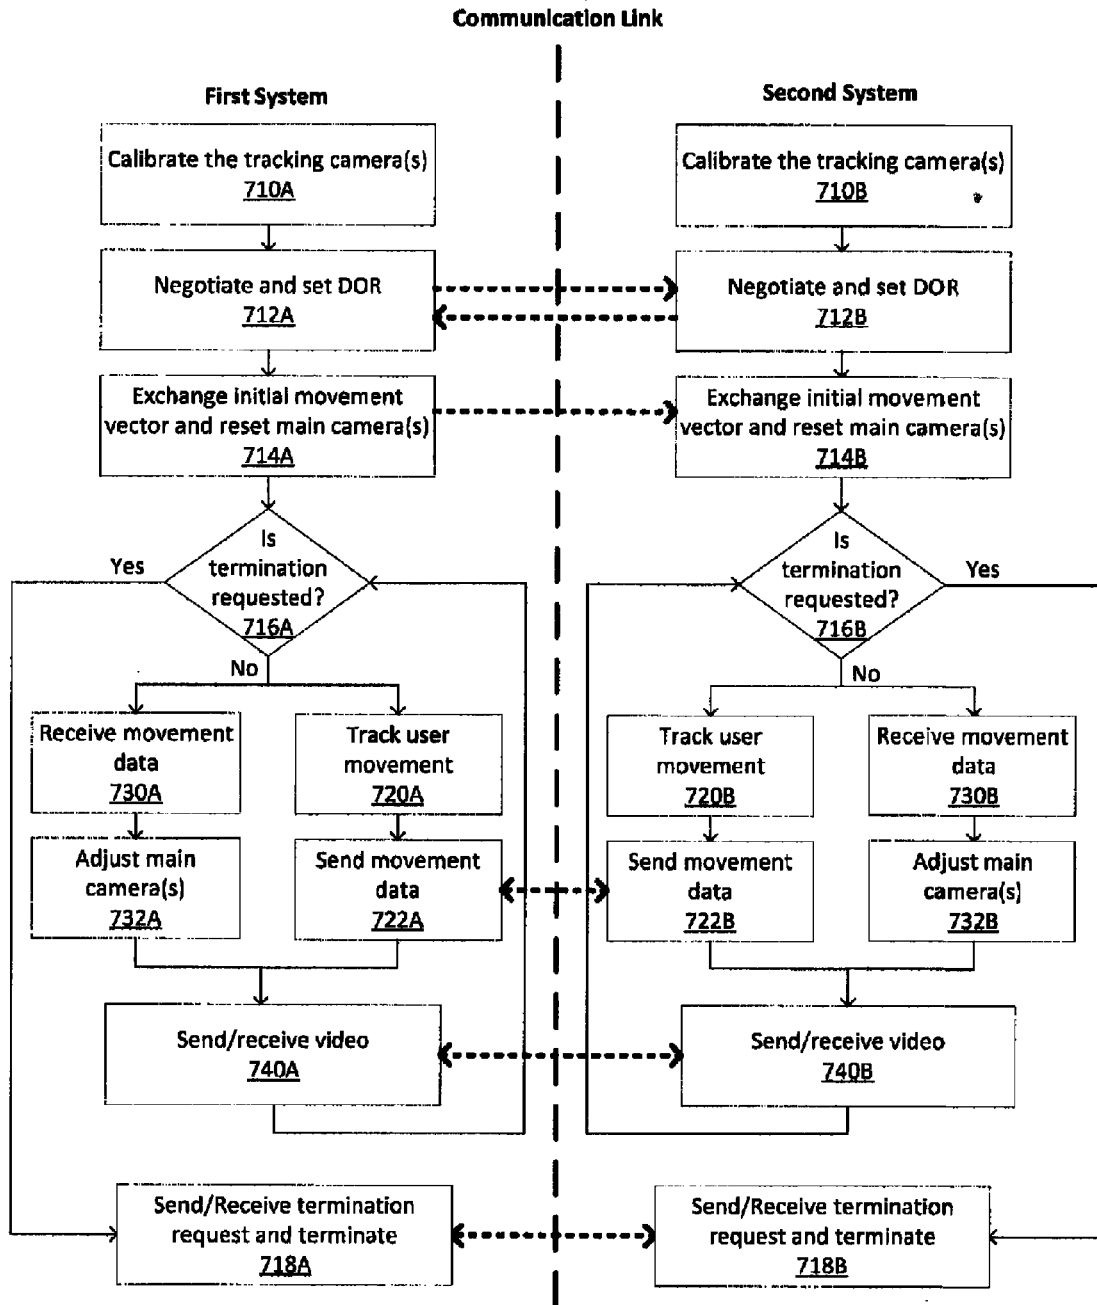 Communication Link
First System
Second System
Calibrate the tracking camera(s)
710A
Calibrate the tracking camera(s)
710B
Negotiate and set DOR
712A
Negotiate and set DOR
712B
Exchange initial movement
vector and reset main camera(s)
714A
Exchange initial movement
vector and reset main camera(s)
714B
Is
termination
requested?
716A
Yes
No
Is
termination
requested?
716B
Yes
No
Receive movement
data
730A
Track user
movement
720A
Track user
movement
720B
Receive movement
data
730B
Adjust main
camera(s)
732A
Send movement
data
722A
Send movement
data
722B
Adjust main
camera(s)
732B
Send/receive video
740A
Send/receive video
740B
Send/Receive termination
request and terminate
718A
Send/Receive termination
request and terminate
718B